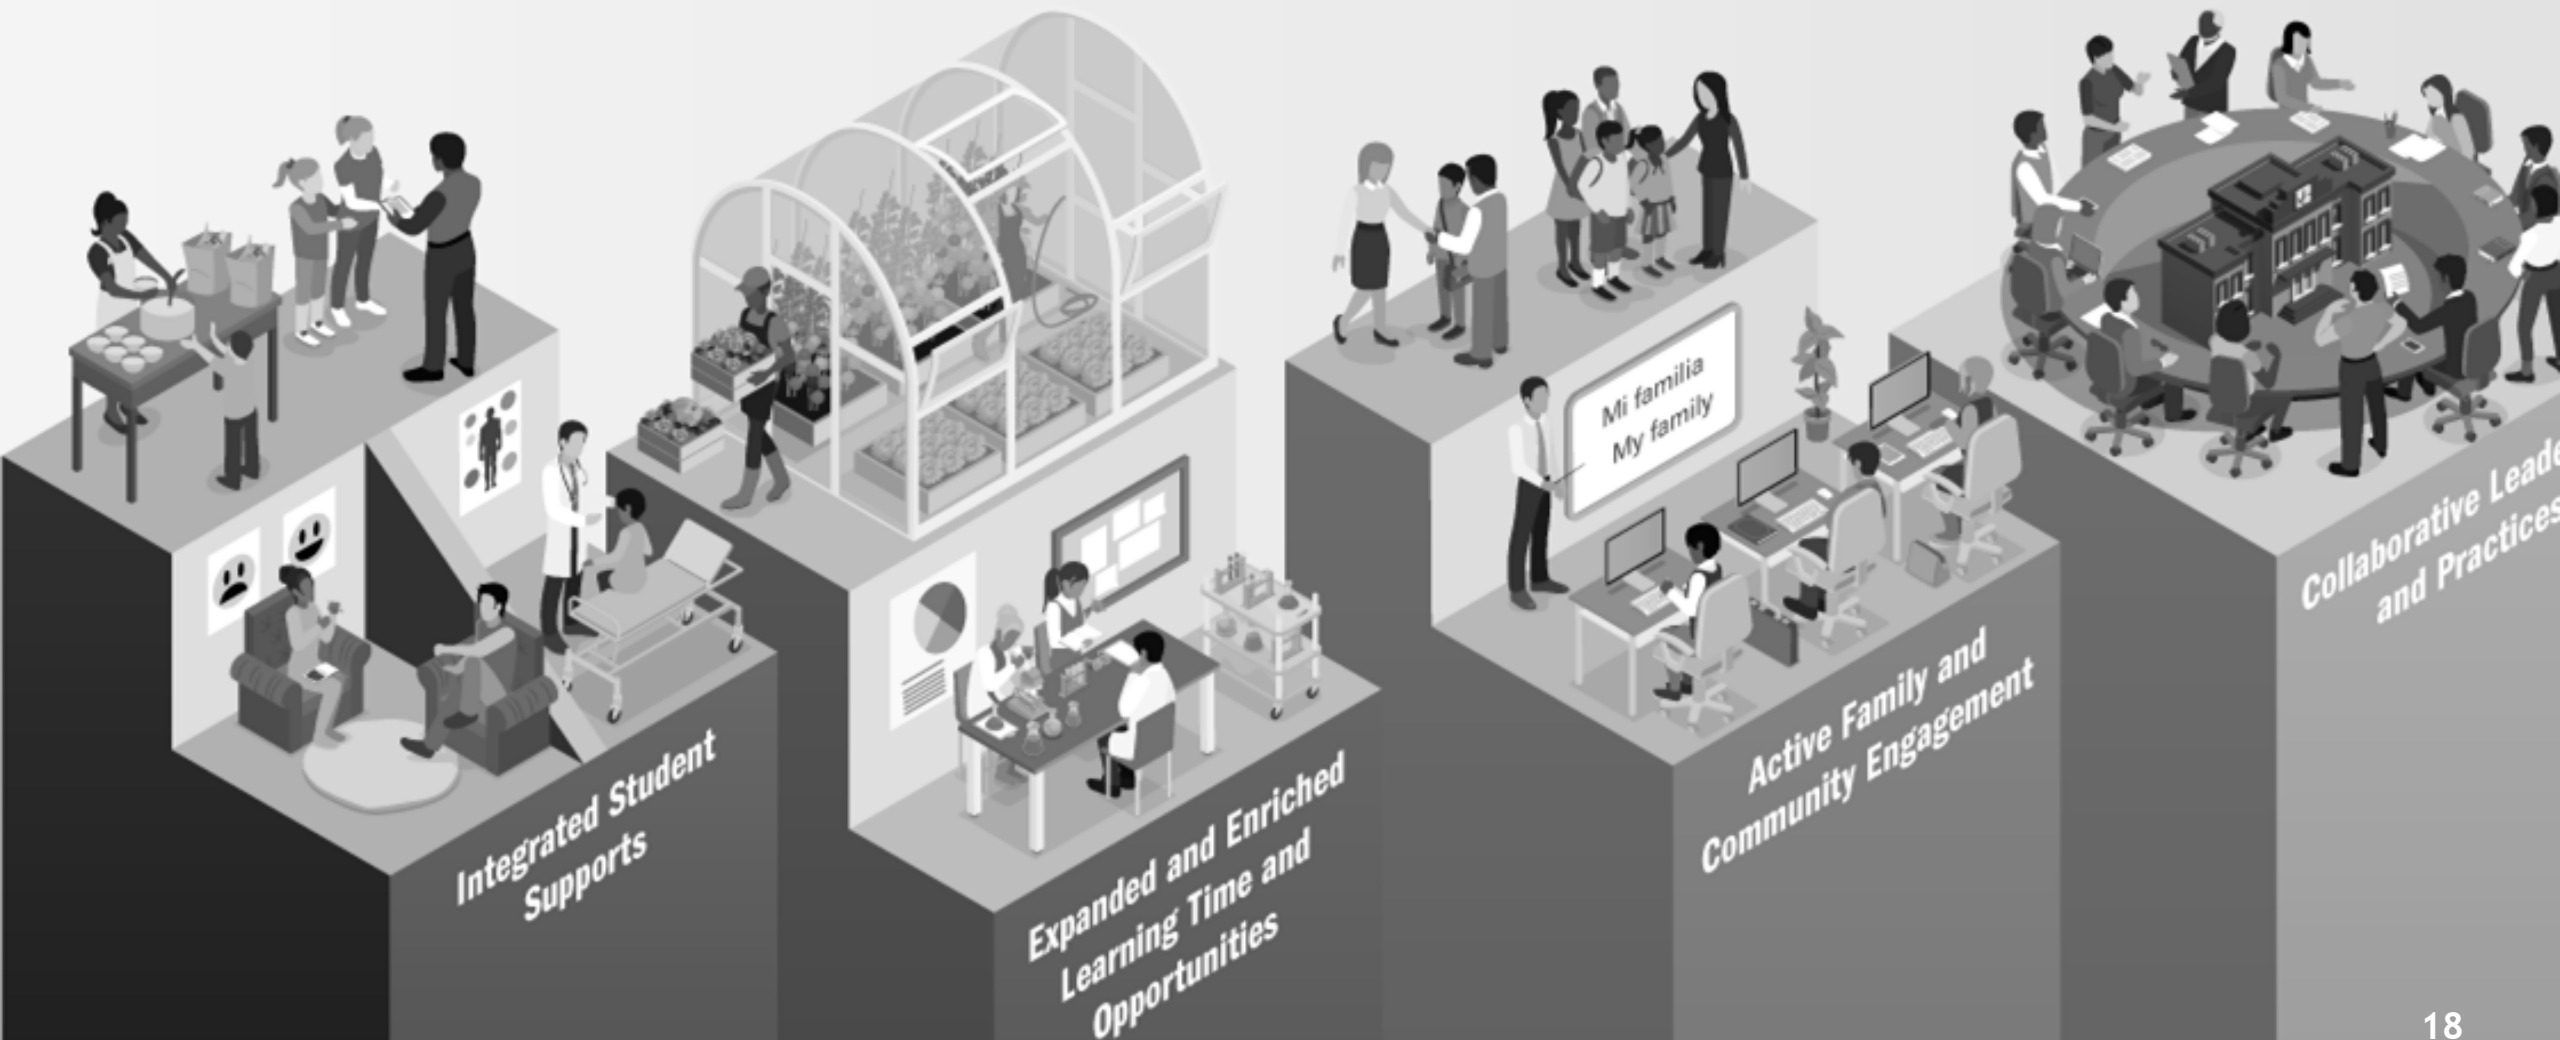 Integrated Student
Supports
Expanded and Enriched
Learning Time and
Opportunities
Mi familia
My family
Active Family and
Community Engagement
Collaborative
and Practices
18